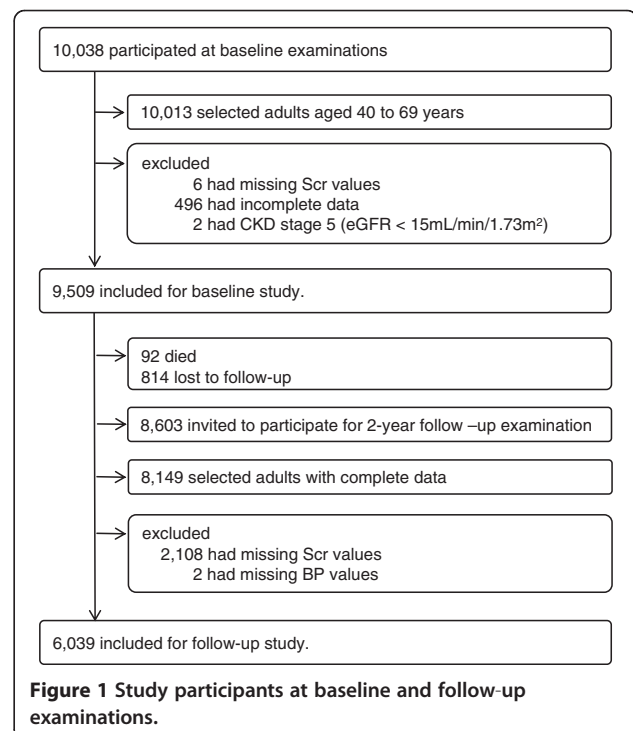 10,038 participated at baseline examinations
10,013 selected adults aged 40 to 69 years
excluded
6 had missing Scr values
496 had incomplete data
2 had CKD stage 5 (eGFR < 15mL/min/1.73m²)
9,509 included for baseline study.
92 died
814 lost to follow-up
8,603 invited to participate for 2-year follow –up examination
8,149 selected adults with complete data
excluded
2,108 had missing Scr values
2 had missing BP values
6,039 included for follow-up study.
Figure 1 Study participants at baseline and follow-up
examinations.